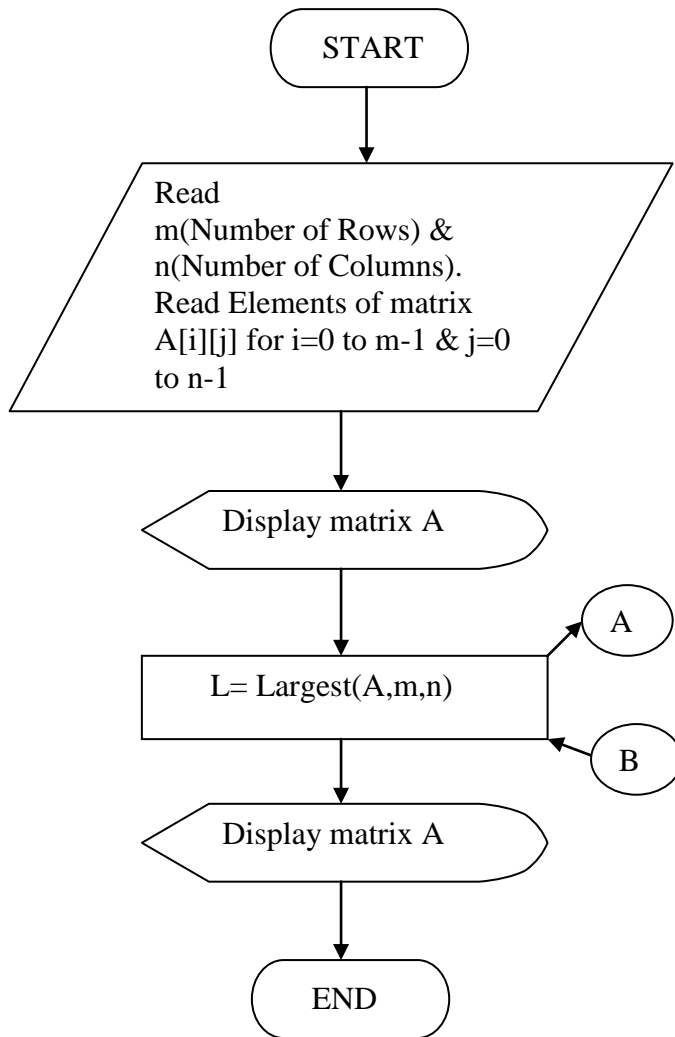 START
Read
m(Number of Rows) &
n(Number of Columns).
Read Elements of matrix
A[i][j] for i=0 to m-1 & j=0
to n-1
Display matrix A
A
L= Largest(A,m,n)
B
Display matrix A
END